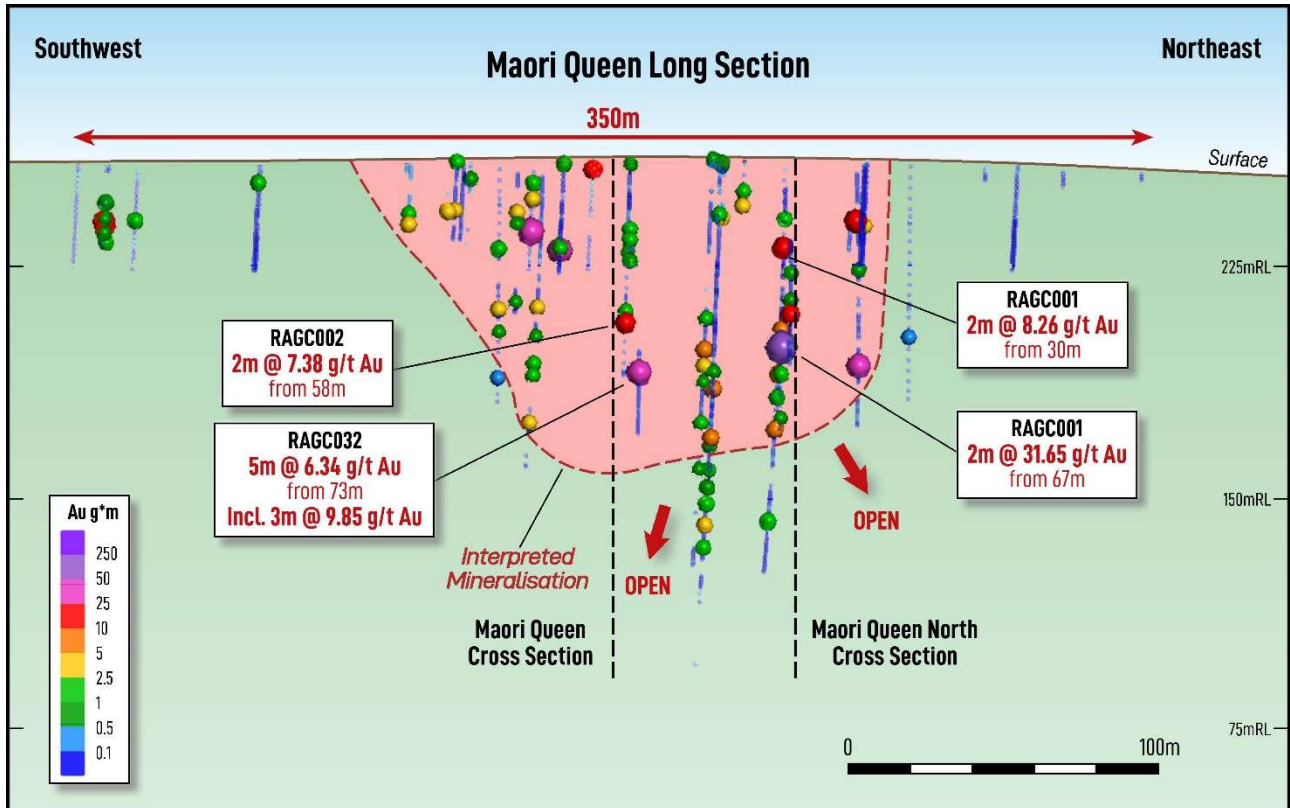 Southwest
Maori Queen Long Section
Northeast
350m
Surface
225mRL
RAGC001
2m @ 8.26 g/t Au
from 30m
RAGC002
2m @ 7.38 g/t Au
from 58m
RAGC032
5m @ 6.34 g/t Au
from 73m
Incl. 3m @ 9.85 g/t Au
RAGC001
2m @ 31.65 g/t Au
from 67m
150mRL
Au g*m
250
50
25
10
5
2.5
1
0.5
0.1
Interpreted
Mineralisation
OPEN
OPEN
Maori Queen
Cross Section
Maori Queen North
Cross Section
75mRL
0
100m